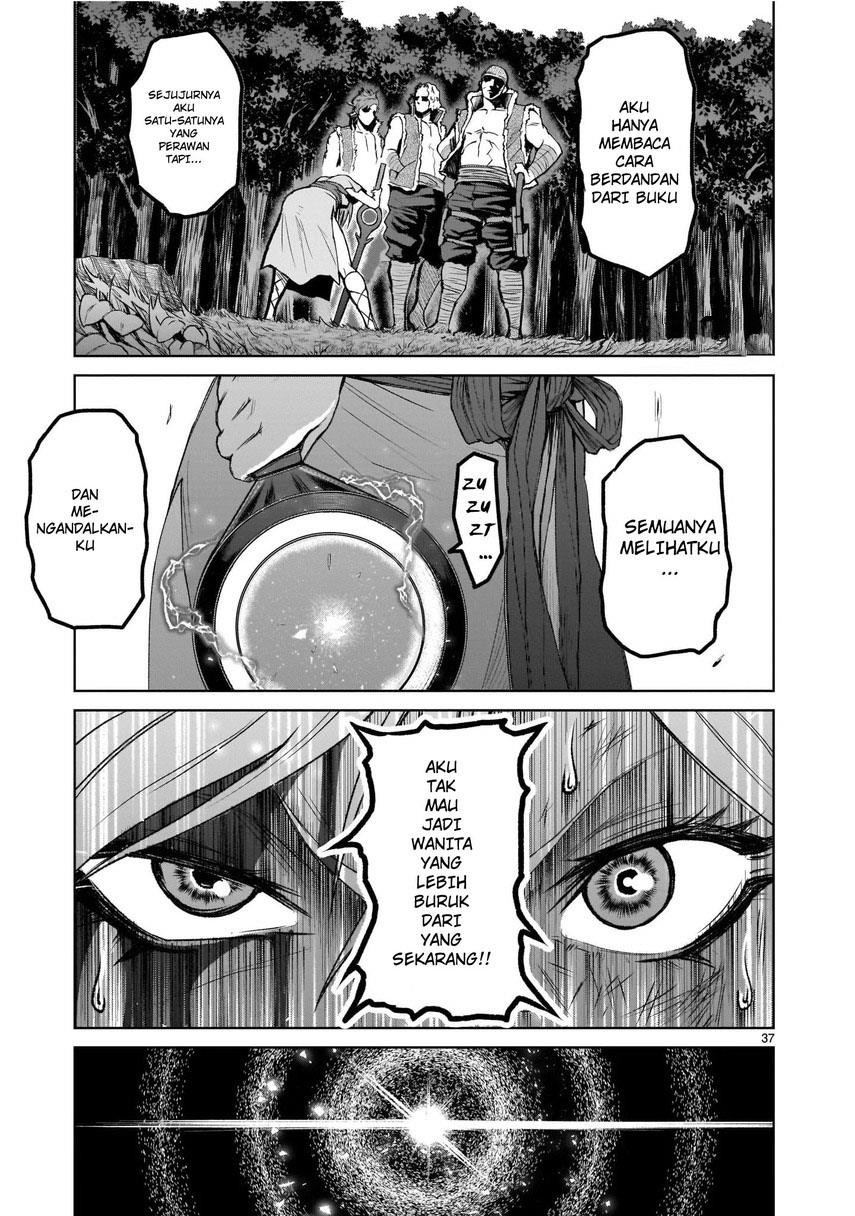 AKU
HANYA
MEMBACA
CARA
BERDANDAN
DARI BUKU
SEJUJURNYA
AKU
SATU-SATUNYA
YANG
PERAWAN
TAPI...
SEMUANYA
MELIHATKU
...
ZU
ZU
ZT
...
DAN
ME-
NGANDALKAN-
KU
AKU
TAK
MAU
JADI
WANITA
YANG
LEBIH
BURUK
DARI
YANG
SEKARANG!!
37